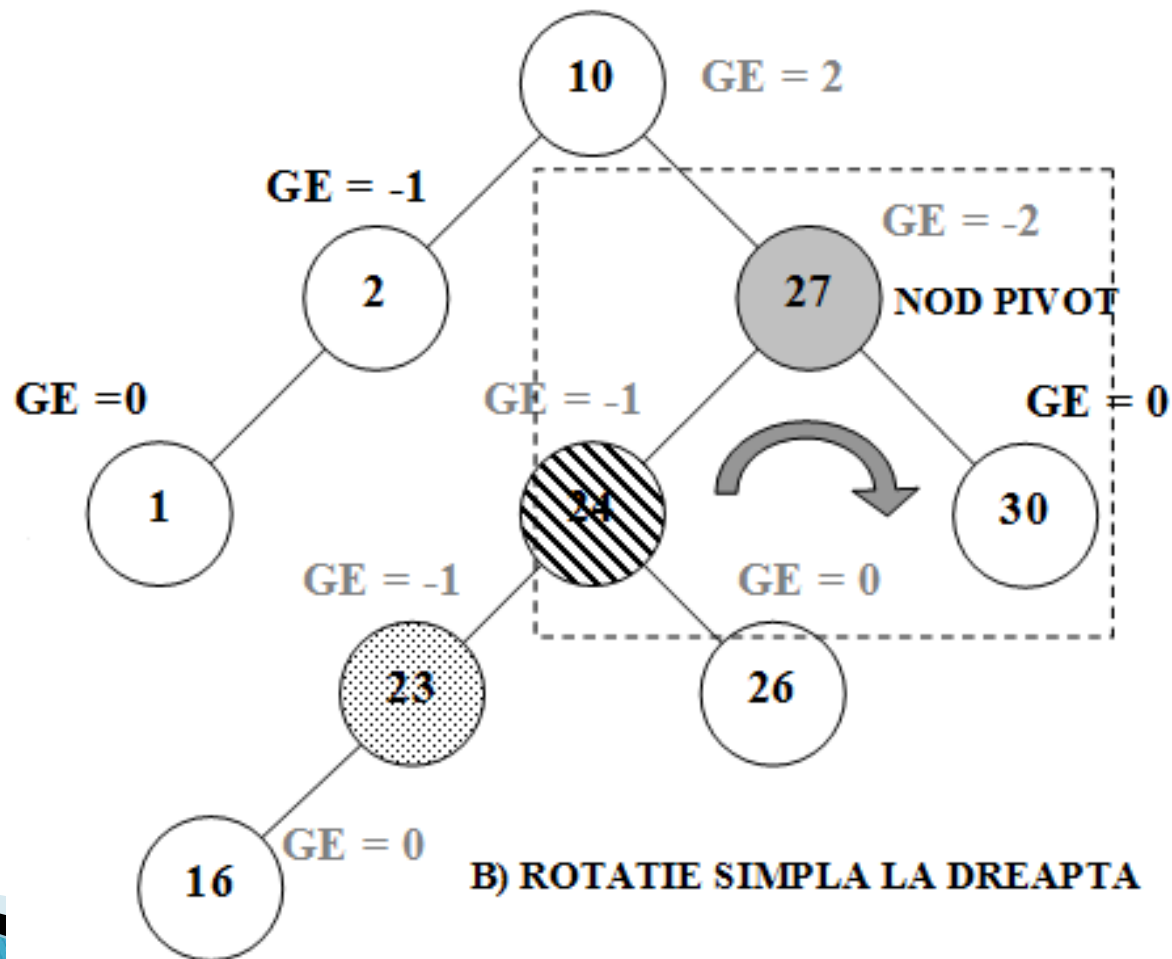 10
GE = 2
GE = -1
GE = -2
2
27
NOD PIVOT
GE =0
GE = -1
GE = 0
1
24
30
GE = -1
GE = 0
23
26
GE = 0
16
B) ROTATIE SIMPLA LA DREAPTA